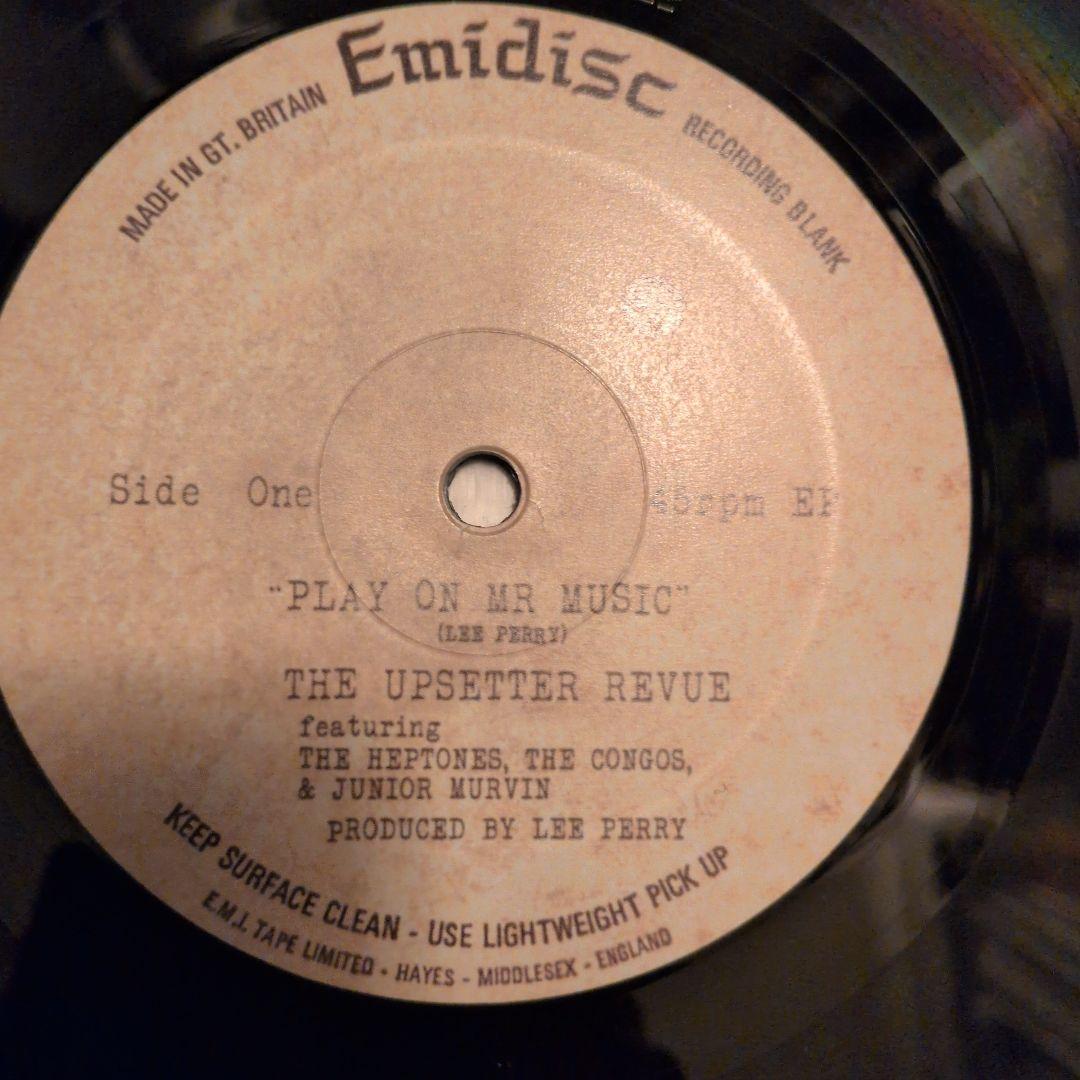 Emidisc
MADE IN GT. BRITAIN
RECORDING BLANK
Side One
45rpm EP
"PLAY ON MR MUSIC"
(LEE PERRY)
THE UPSETTER REVUE
featuring
THE HEPTONES, THE CONGOS,
& JUNIOR MURVIN
PRODUCED BY LEE PERRY
KEEP SURFACE CLEAN - USE LIGHTWEIGHT PICK UP
E.M.I. TAPE LIMITED - HAYES - MIDDLESEX - ENGLAND